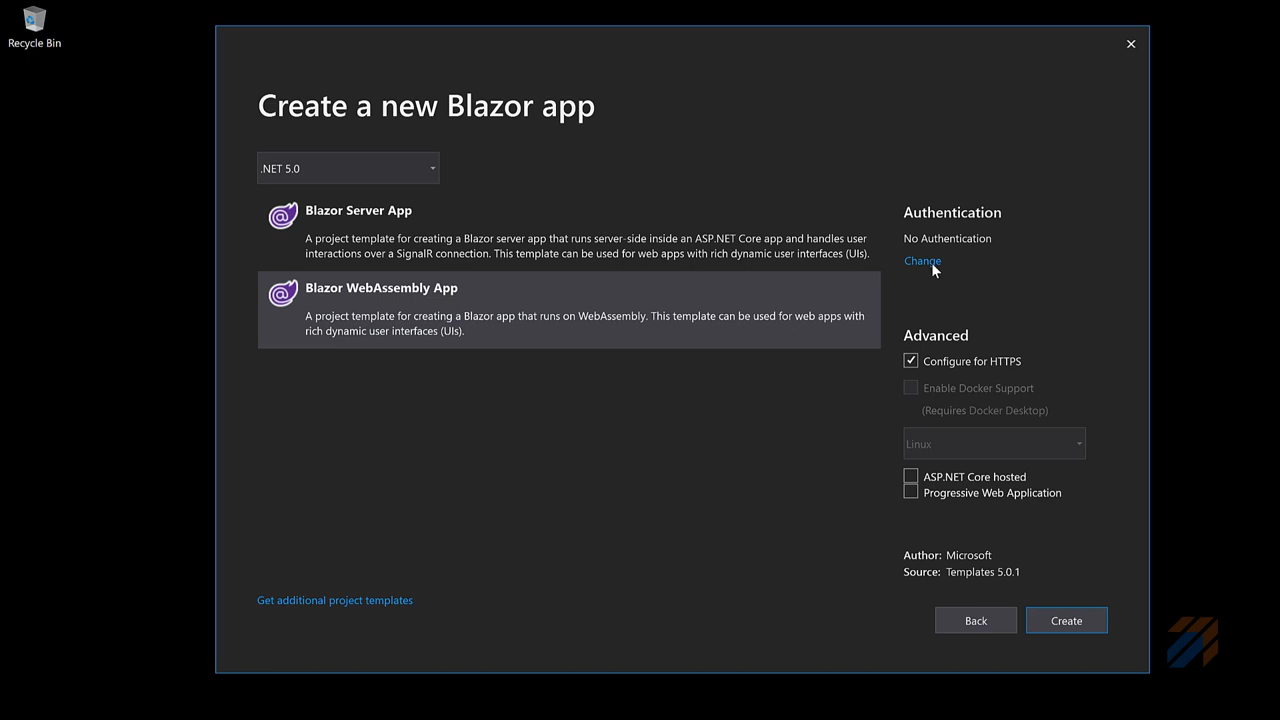 Recycle Bin
Create a new Blazor app
.NET 5.0
Blazor Server App
A project template for creating a Blazor server app that runs server-side inside an ASP.NET Core app and handles user
interactions over a SignalR connection. This template can be used for web apps with rich dynamic user interfaces (UIs).
Blazor WebAssembly App
A project template for creating a Blazor app that runs on WebAssembly. This template can be used for web apps with
rich dynamic user interfaces (UIs).
Get additional project templates
Authentication
No Authentication
Change
Advanced
Configure for HTTPS
Enable Docker Support
(Requires Docker Desktop)
Linux
ASP.NET Core hosted
Progressive Web Application
Author: Microsoft
Source: Templates 5.0.1
Back
Create